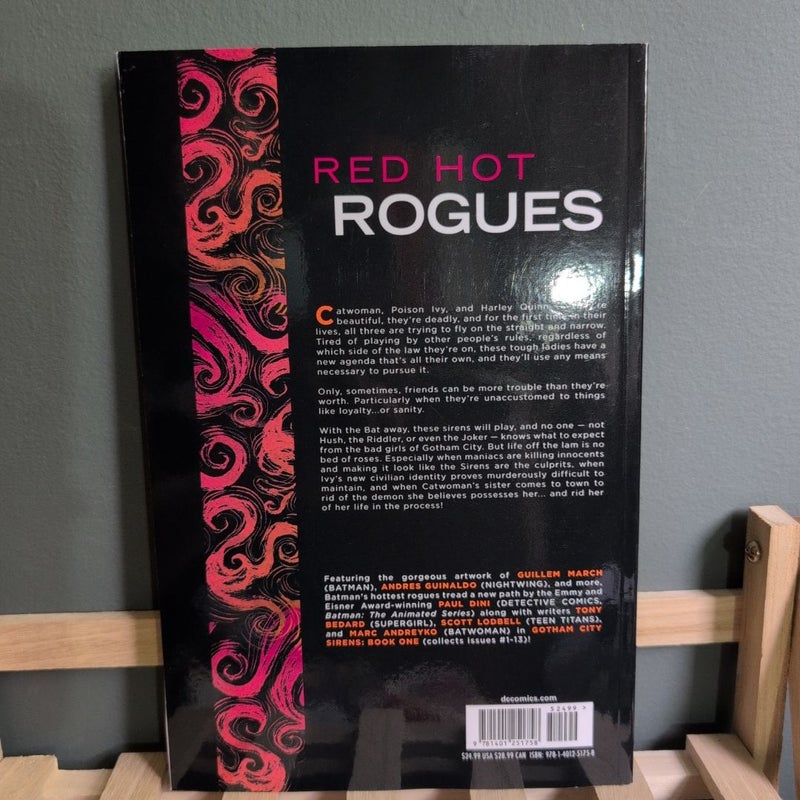 RED HOT
ROGUES
Catwoman, Poison Ivy, and Harley Quinn
beautiful, they're deadly, and for the first time in their
lives, all three are trying to fly on the straight and narrow.
Tired of playing by other people's rules, regardless of
which side of the law they're on, these tough ladies have a
new agenda that's all their own, and they'll use any means
necessary to pursue it.
Only, sometimes, friends can be more trouble than they're
worth. Particularly when they're unaccustomed to things
like loyalty...or sanity.
With the Bat away, these sirens will play, and no one — not
Hush, the Riddler, or even the Joker — knows what to expect
from the bad girls of Gotham City. But life off the lam is no
bed of roses. Especially when maniacs are killing innocents
and making it look like the Sirens are the culprits, when
Ivy's new civilian identity proves murderously difficult to
maintain, and when Catwoman's sister comes to town to
rid of the demon she believes possesses her... and rid her
of her life in the process!
Featuring the gorgeous artwork of GUILLEM MARCH
(BATMAN), ANDRES GUINALDO (NIGHTWING), and more,
Batman's hottest rogues tread a new path by the Emmy and
Eisner Award-winning PAUL DINI (DETECTIVE COMICS,
Batman: The Animated Series) along with writers TONY
BEDARD (SUPERGIRL), SCOTT LODBELL (TEEN TITANS),
and MARC ANDREYKO (BATWOMAN) in GOTHAM CITY
SIRENS: BOOK ONE (collects issues #1-13)!
dccomics.com
52499 >
9 781401 251758
$24.99 USA $28.99 CAN ISBN: 978-1-4012-5175-8